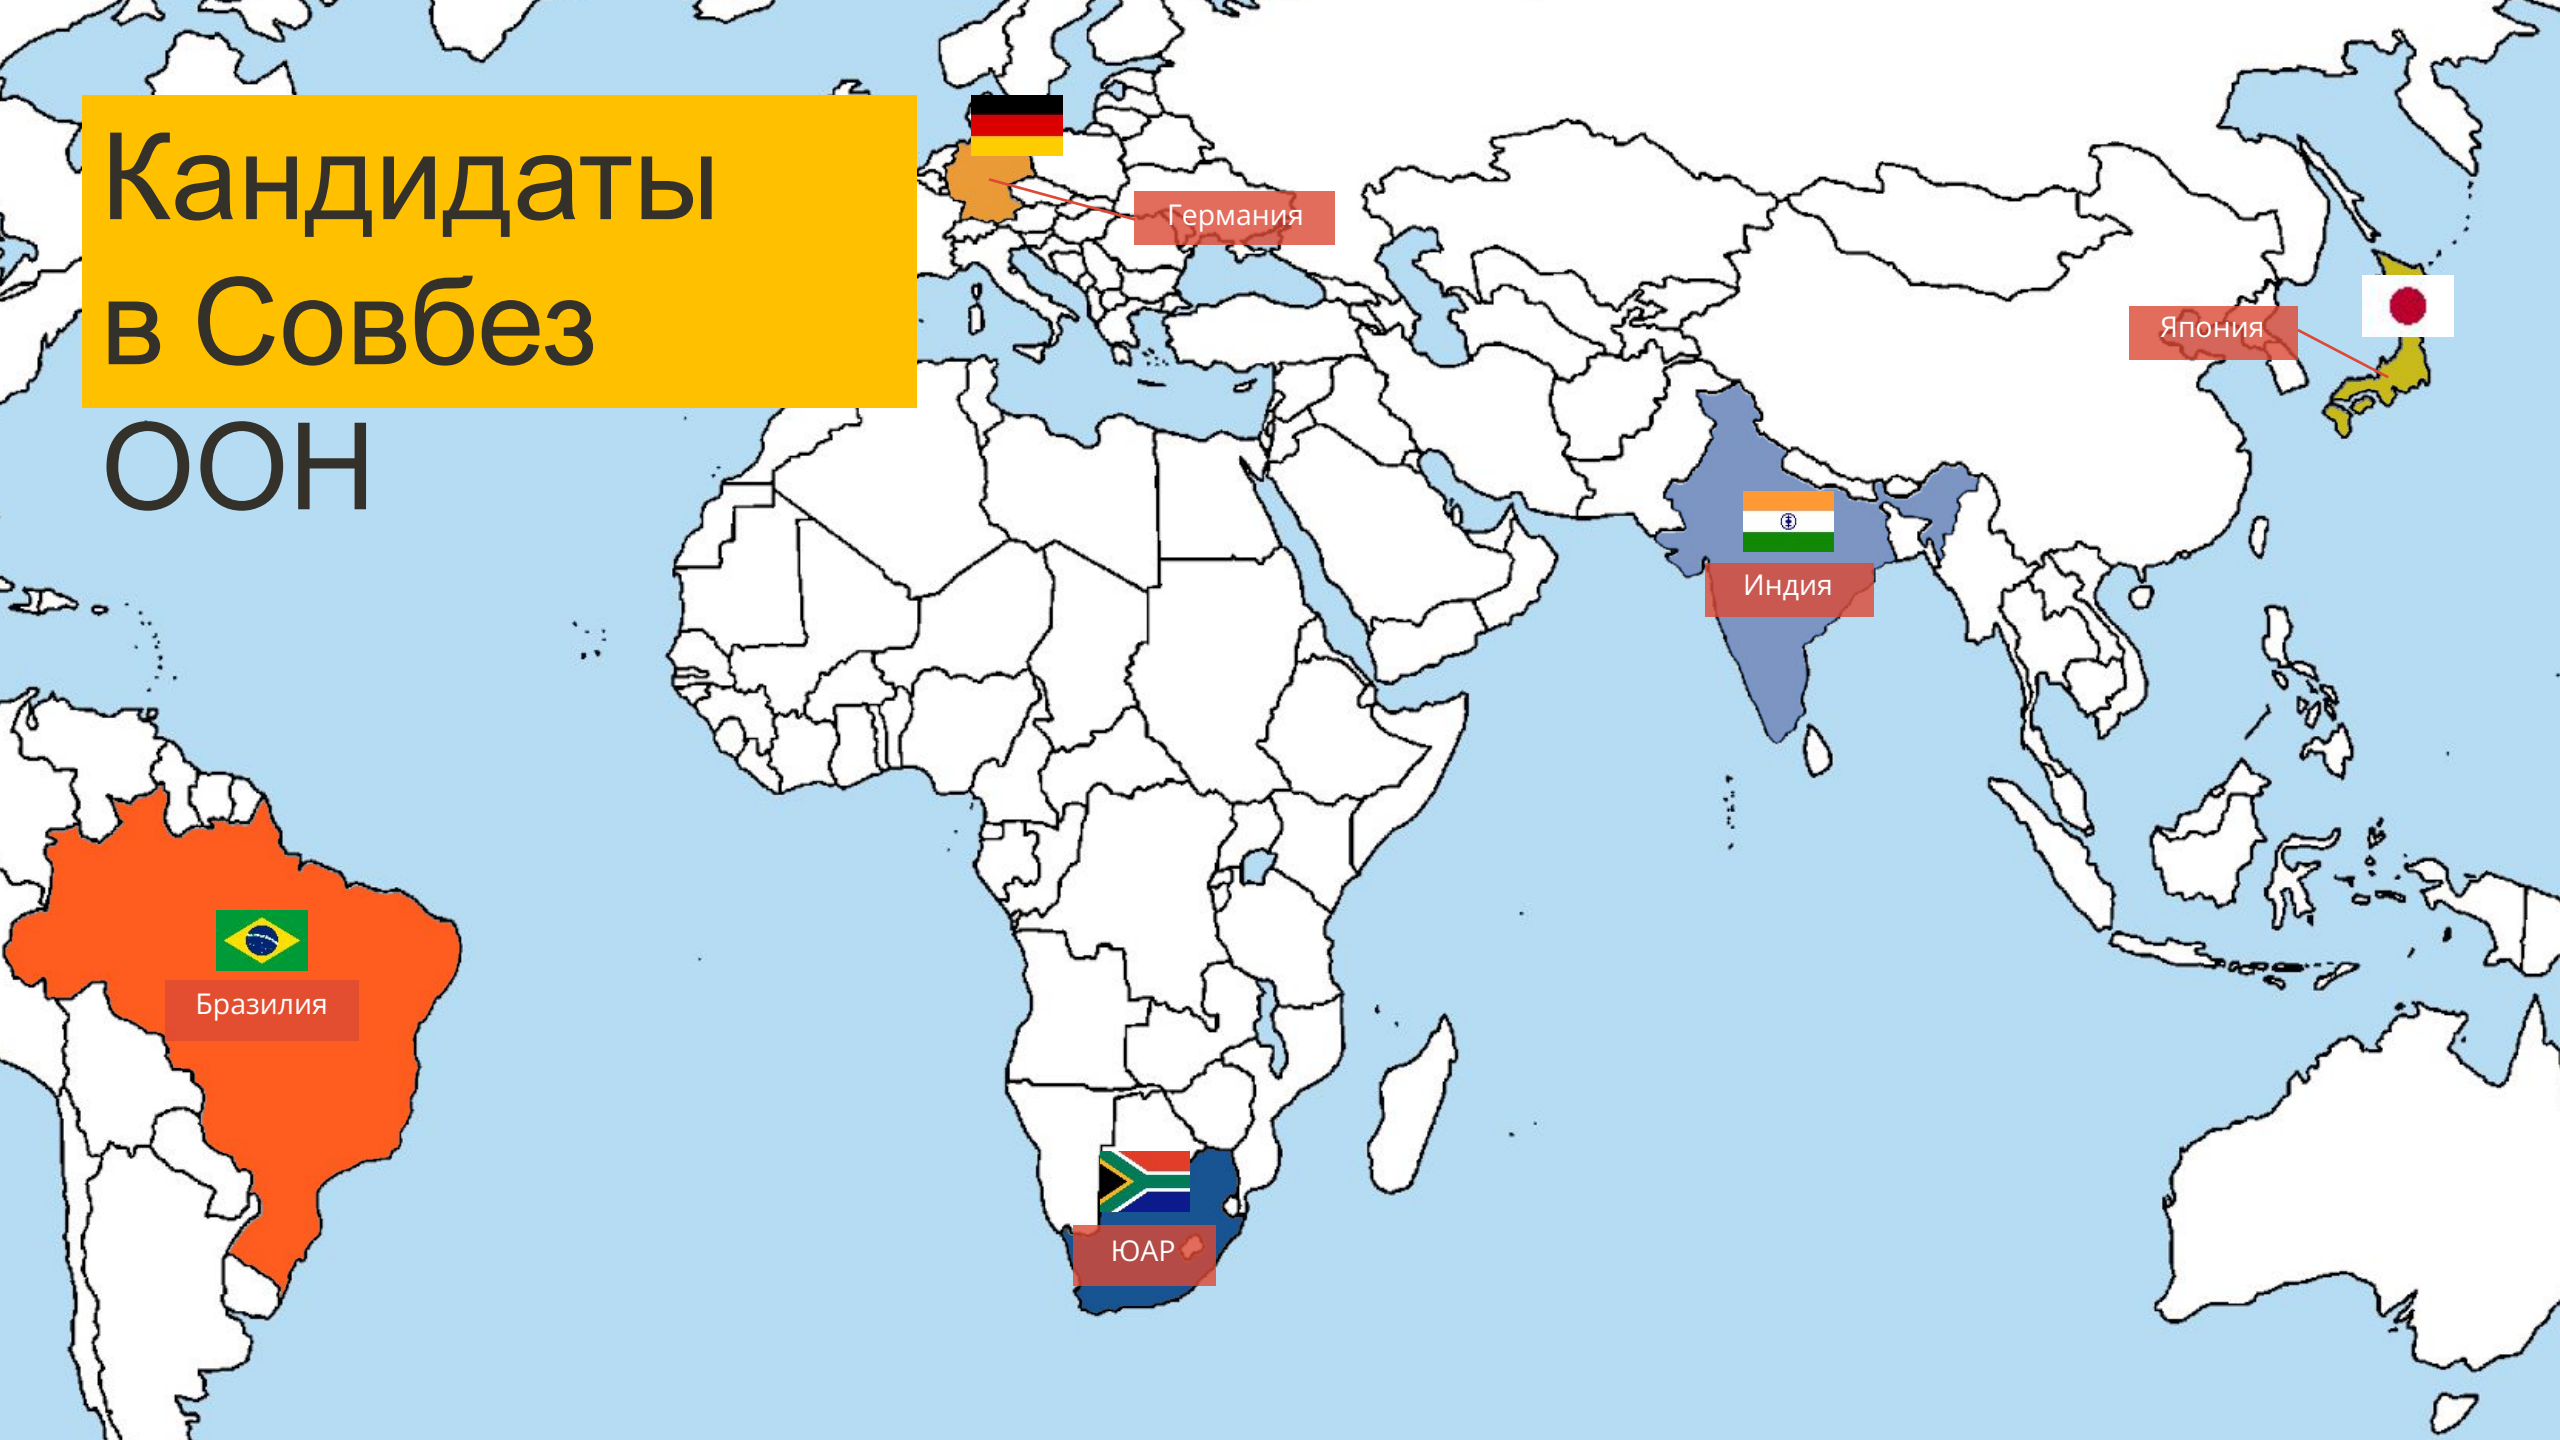 Кандидаты
в Совбез
ООН
Германия
Япония
Индия
Бразилия
ЮАР